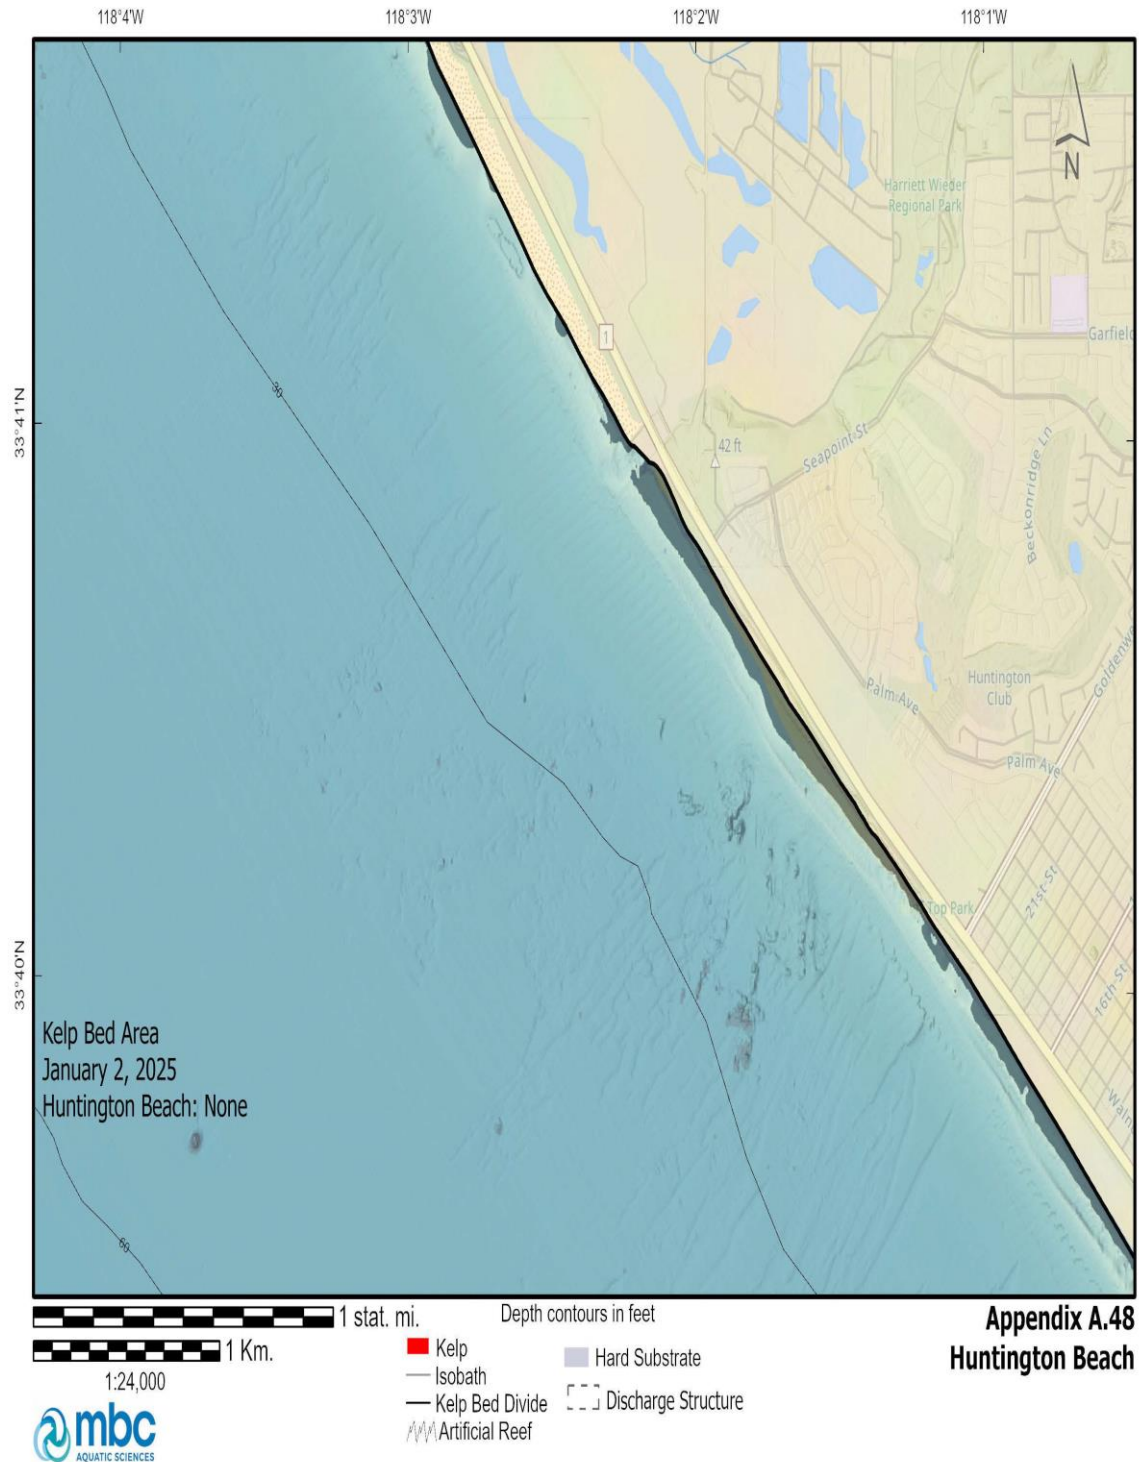 118°4'W 118°3'W 118°2'W 118°1'W
Harriett Wieder
Regional Park
1
Garfield
30
33°41'N
42 ft
Seapoint St
Beckonridge Ln
Huntington
Club
Palm Ave
Palm Ave
21st St
Top Park
16th St
33°40'N
Kelp Bed Area
January 2, 2025
Huntington Beach: None
60
N
1 stat. mi.
1 Km.
1:24,000
mbc
AQUATIC SCIENCES
Depth contours in feet
Kelp
Isobath
Kelp Bed Divide
Artificial Reef
Hard Substrate
Discharge Structure
Appendix A.48
Huntington Beach